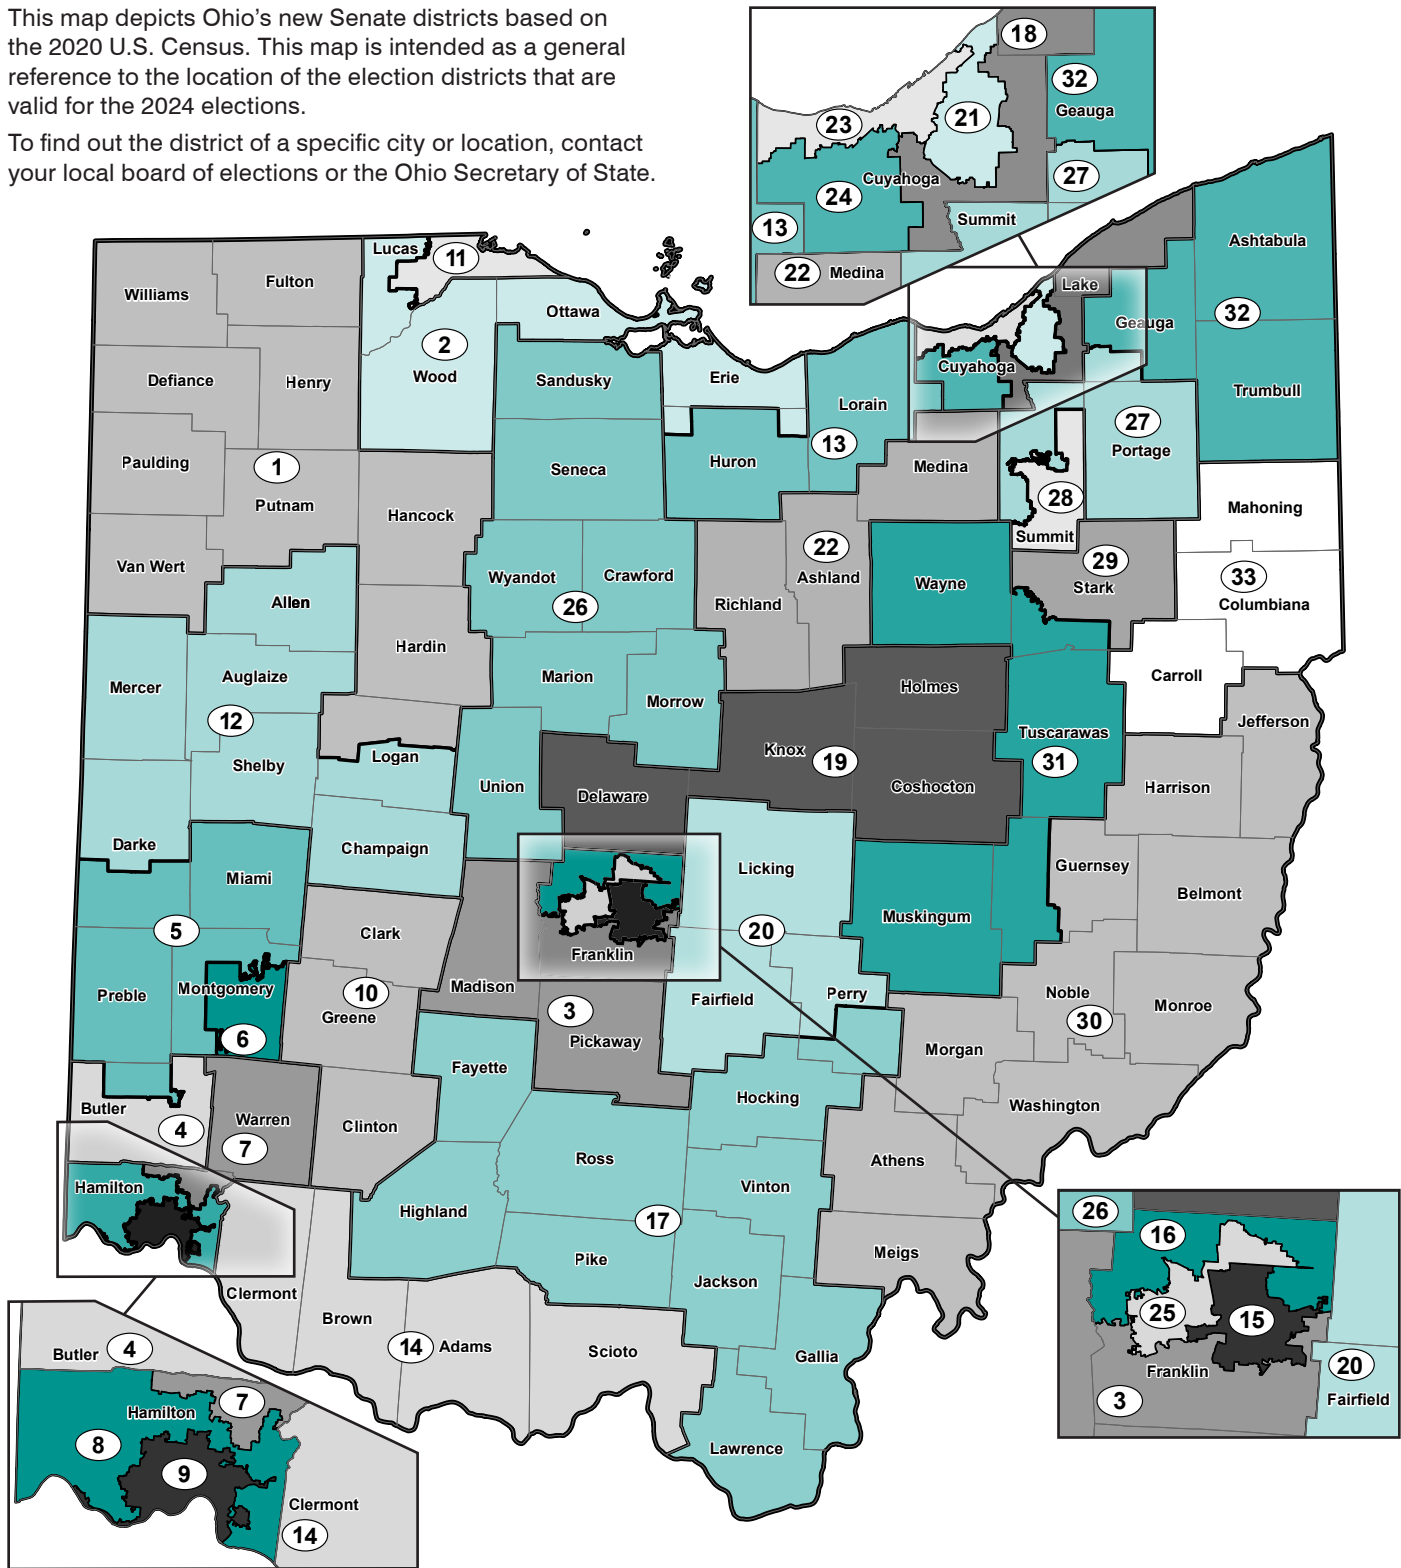 This map depicts Ohio’s new Senate districts based on
the 2020 U.S. Census. This map is intended as a general
reference to the location of the election districts that are
valid for the 2024 elections.
To find out the district of a specific city or location, contact
your local board of elections or the Ohio Secretary of State.
18
32
Geauga
23
21
Cuyahoga
27
24
13
Summit
22
Medina
Lucas
11
Williams
Fulton
Ottawa
2
Wood
Defiance
Henry
Sandusky
Erie
Lorain
13
Cuyahoga
Lake
Geauga
Ashtabula
32
Trumbull
Paulding
1
Putnam
Hancock
Seneca
Huron
Medina
27
Portage
28
Summit
Mahoning
Van Wert
Allen
Wyandot
Crawford
26
Richland
22
Ashland
Wayne
29
Stark
33
Columbiana
Hardin
Mercer
Auglaize
12
Shelby
Marion
Morrow
Holmes
Carroll
Jefferson
Logan
Knox
19
Tuscarawas
31
Coshocton
Harrison
Union
Delaware
Darke
Champaign
Miami
Licking
Guernsey
Belmont
5
Clark
20
Muskingum
Preble
Montgomery
6
10
Greene
Madison
Franklin
3
Pickaway
Fairfield
Perry
Noble
30
Monroe
Morgan
Washington
Fayette
Hocking
Butler
4
Warren
7
Clinton
Ross
Athens
Hamilton
Highland
17
Vinton
Pike
Jackson
Meigs
Clermont
Brown
14
Adams
Scioto
Gallia
Lawrence
26
16
25
15
Franklin
3
20
Fairfield
Butler
4
7
Hamilton
8
9
Clermont
14